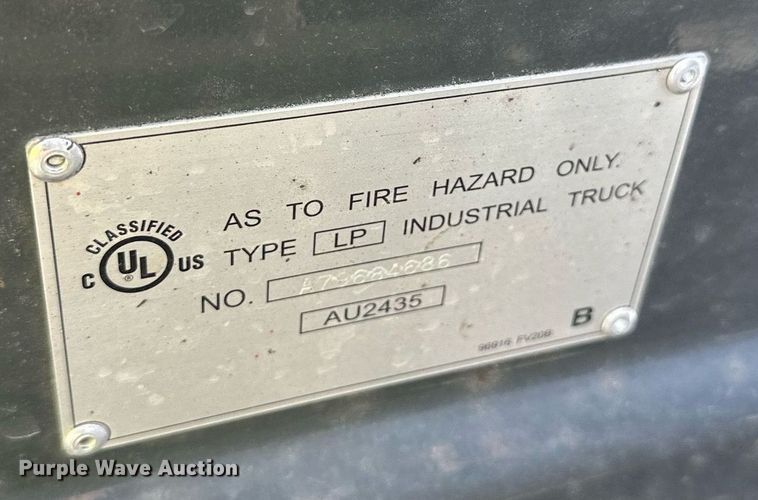 CLASSIFIED
C UL US
®
AS TO FIRE HAZARD ONLY.
TYPE LP INDUSTRIAL TRUCK
NO.
AU2435
B
Purple Wave Auction